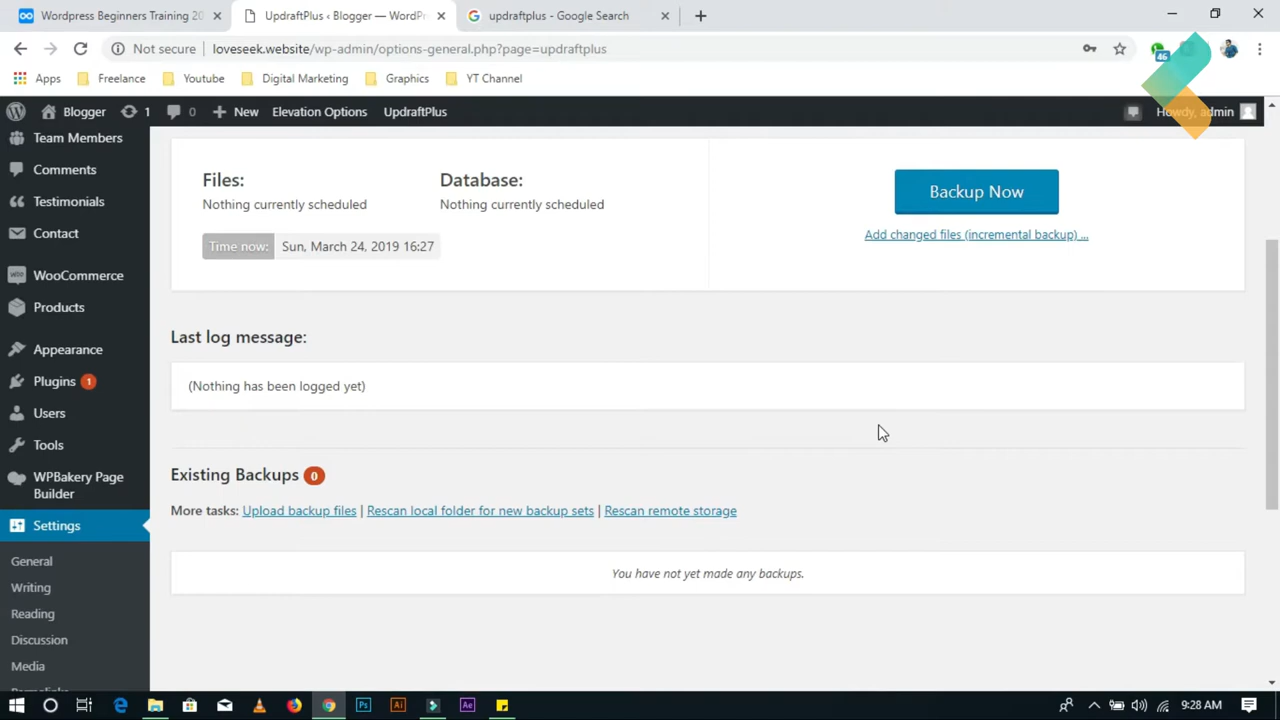 Wordpress Beginners Training 20
UpdraftPlus ‹ Blogger — WordPr
updraftplus - Google Search
Not secure
loveseek.website/wp-admin/options-general.php?page=updraftplus
46
Apps
Freelance
Youtube
Digital Marketing
Graphics
YT Channel
Blogger
1
0
New
Elevation Options
UpdraftPlus
Howdy, admin
Team Members
Comments
Testimonials
Contact
WooCommerce
Products
Appearance
Plugins 1
Users
Tools
WPBakery Page
Builder
Settings
General
Writing
Reading
Discussion
Media
Files:
Nothing currently scheduled
Database:
Nothing currently scheduled
Time now: Sun, March 24, 2019 16:27
Backup Now
Add changed files (incremental backup) ...
Last log message:
(Nothing has been logged yet)
Existing Backups 0
More tasks: Upload backup files | Rescan local folder for new backup sets | Rescan remote storage
You have not yet made any backups.
9:28 AM